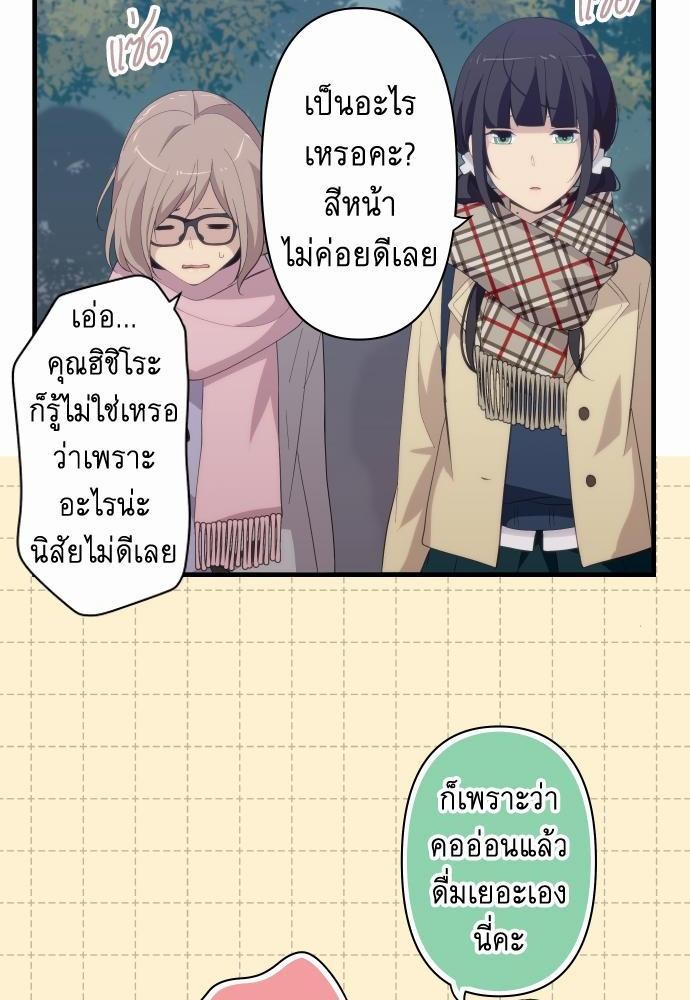 แซ่ด
แซ่ด
เป็นอะไร
เหรอคะ?
สีหน้า
ไม่ค่อยดีเลย
เอ่อ...
คุณฮิชิโระ
ก็รู้ไม่ใช่เหรอ
ว่าเพราะ
อะไรน่ะ
นิสัยไม่ดีเลย
ก็เพราะว่า
คออ่อนแล้ว
ดื่มเยอะเอง
นี่คะ